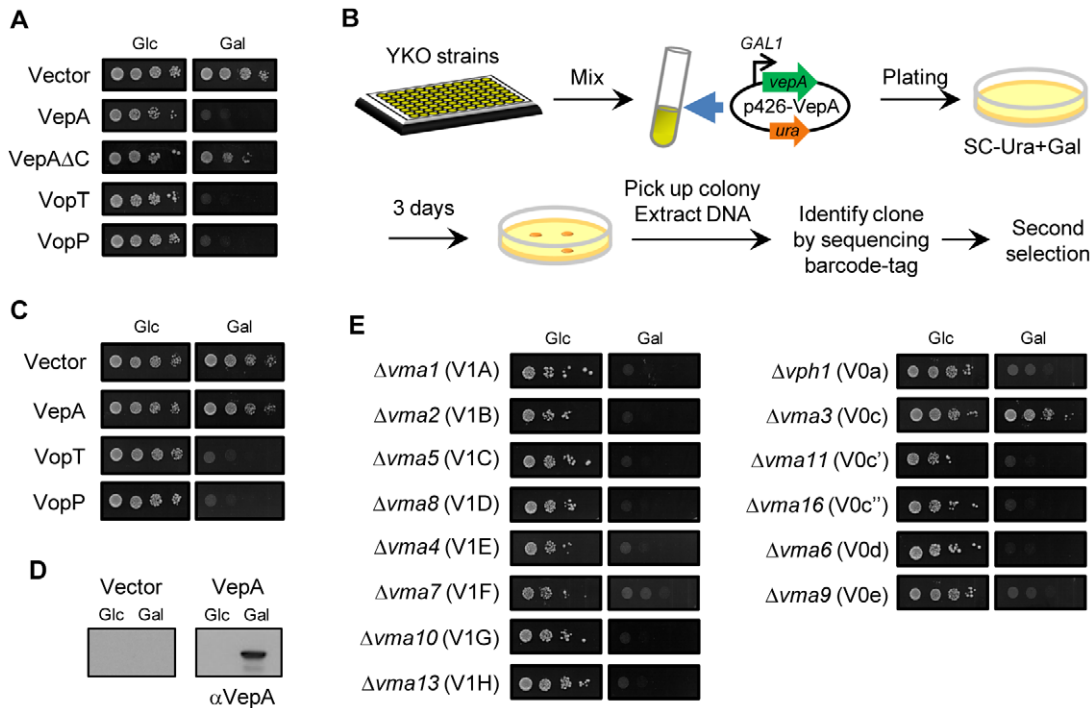 A
Glc Gal
Vector
VepA
VepAΔC
VopT
VopP
B
YKO strains
Mix
GAL1
vepA
p426-VepA
ura
Plating
SC-Ura+Gal
3 days
Pick up colony
Extract DNA
Identify clone
by sequencing
barcode-tag
Second
selection
C
Glc Gal
Vector
VepA
VopT
VopP
D
Vector VepA
Glc Gal Glc Gal
αVepA
E
Glc Gal
Δvma1 (V1A)
Δvma2 (V1B)
Δvma5 (V1C)
Δvma8 (V1D)
Δvma4 (V1E)
Δvma7 (V1F)
Δvma10 (V1G)
Δvma13 (V1H)
Glc Gal
Δvph1 (V0a)
Δvma3 (V0c)
Δvma11 (V0c')
Δvma16 (V0c'')
Δvma6 (V0d)
Δvma9 (V0e)